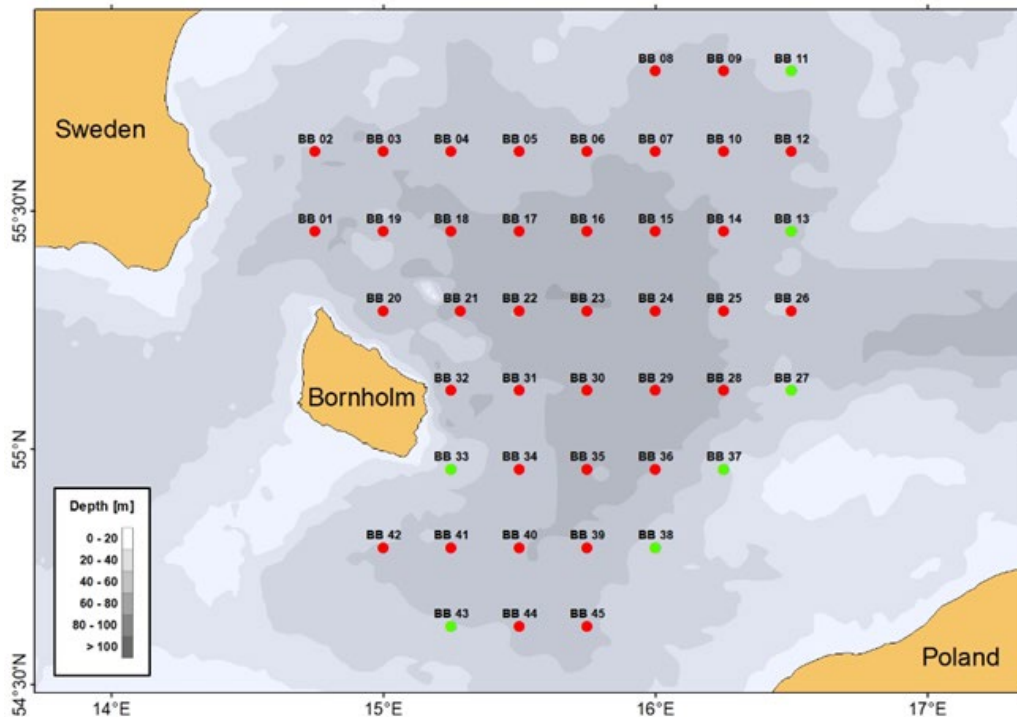 BB 08 BB 09 BB 11
Sweden
BB 02 BB 03 BB 04 BB 05 BB 06 BB 07 BB 10 BB 12
55°30'N
BB 01 BB 19 BB 18 BB 17 BB 16 BB 15 BB 14 BB 13
BB 20 BB 21 BB 22 BB 23 BB 24 BB 25 BB 26
Bornholm
BB 32 BB 31 BB 30 BB 29 BB 28 BB 27
55°N
BB 33 BB 34 BB 35 BB 36 BB 37
Depth [m]
0 - 20
20 - 40
40 - 60
60 - 80
80 - 100
> 100
BB 42 BB 41 BB 40 BB 39 BB 38
BB 43 BB 44 BB 45
Poland
54°30'N
14°E 15°E 16°E 17°E